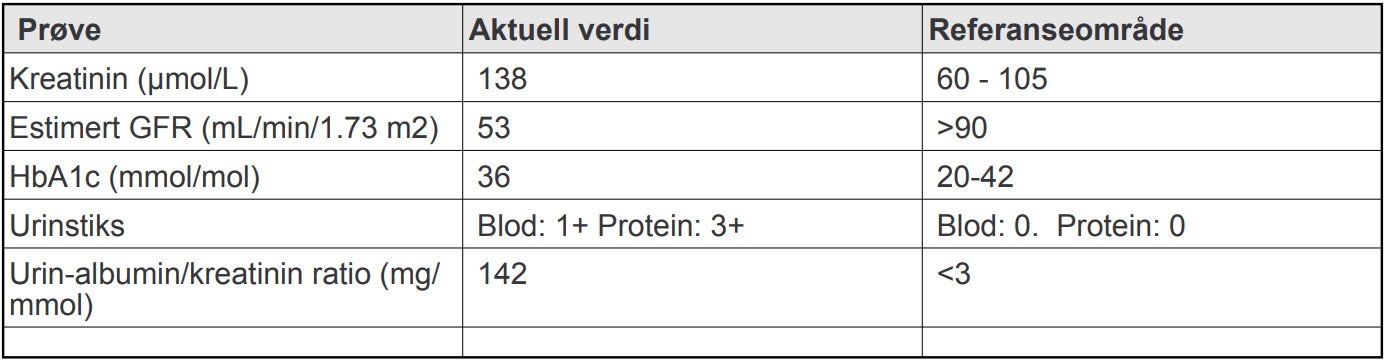 Prøve Aktuell verdi Referanseområde
Kreatinin (µmol/L) 138 60 - 105
Estimert GFR (mL/min/1.73 m2) 53 >90
HbA1c (mmol/mol) 36 20-42
Urinstiks Blod: 1+ Protein: 3+ Blod: 0.  Protein: 0
Urin-albumin/kreatinin ratio (mg/ 142 <3
mmol)